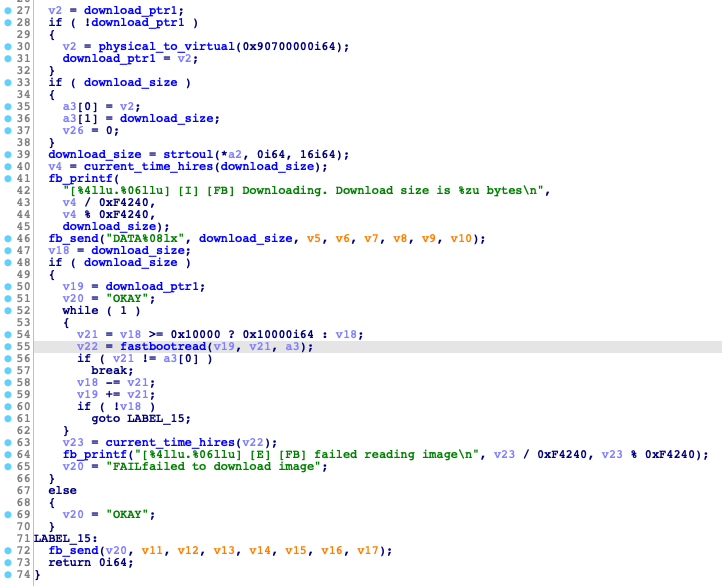 27 v2 = download_ptr1;
28 if ( !download_ptr1 )
29 {
30 v2 = physical_to_virtual(0x90700000i64);
31 download_ptr1 = v2;
32 }
33 if ( download_size )
34 {
35 a3[0] = v2;
36 a3[1] = download_size;
37 v26 = 0;
38 }
39 download_size = strtoul(*a2, 0i64, 16i64);
40 v4 = current_time_hires(download_size);
41 fb_printf(
42 "[%4llu.%06llu] [I] [FB] Downloading. Download size is %zu bytes\n",
43 v4 / 0xF4240,
44 v4 % 0xF4240,
45 download_size);
46 fb_send("DATA%08lx", download_size, v5, v6, v7, v8, v9, v10);
47 v18 = download_size;
48 if ( download_size )
49 {
50 v19 = download_ptr1;
51 v20 = "OKAY";
52 while ( 1 )
53 {
54 v21 = v18 >= 0x10000 ? 0x10000i64 : v18;
55 v22 = fastbootread(v19, v21, a3);
56 if ( v21 != a3[0] )
57 break;
58 v18 -= v21;
59 v19 += v21;
60 if ( !v18 )
61 goto LABEL_15;
62 }
63 v23 = current_time_hires(v22);
64 fb_printf("[%4llu.%06llu] [E] [FB] failed reading image\n", v23 / 0xF4240, v23 % 0xF4240);
65 v20 = "FAILfailed to download image";
66 }
67 else
68 {
69 v20 = "OKAY";
70 }
71 LABEL_15:
72 fb_send(v20, v11, v12, v13, v14, v15, v16, v17);
73 return 0i64;
74 }